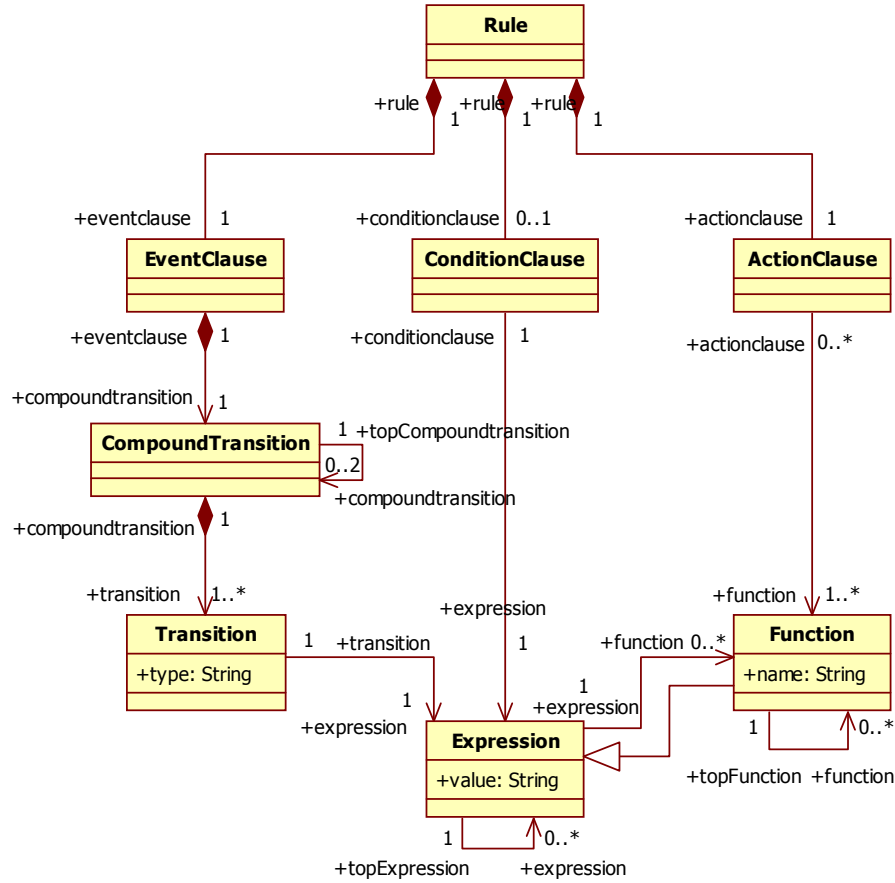 Rule
+rule +rule +rule
1 1 1
+eventclause 1 +conditionclause 0..1 +actionclause 1
EventClause ConditionClause ActionClause
+eventclause 1 +conditionclause 1 +actionclause 0..*
+compoundtransition 1
CompoundTransition 1 +topCompoundtransition
0..2
+compoundtransition
+compoundtransition 1
+transition 1..* +expression +function 1..*
Transition 1 +transition 1 +function 0..* Function
+type: String +name: String
1 1 +expression
+expression 1 0..*
Expression
+topFunction +function
+value: String
1 0..*
+topExpression +expression